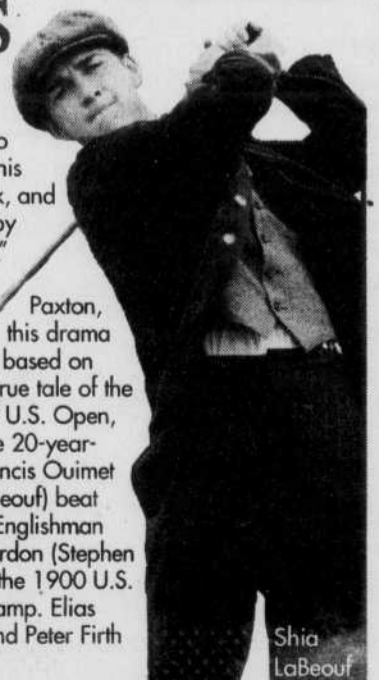 S
o
his
k, and
by
."
Paxton,
this drama
based on
rue tale of the
U.S. Open,
e 20-year-
ncis Ouimet
eouf) beat
Englishman
rdon (Stephen
the 1900 U.S.
amp. Elias
nd Peter Firth
Shia
LaBeouf